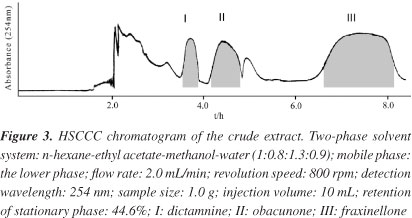 I II III
Absorbance (254nm)
2.0 4.0 6.0 8.0
t/h
Figure 3. HSCCC chromatogram of the crude extract. Two-phase solvent
system: n-hexane-ethyl acetate-methanol-water (1:0.8:1.3:0.9); mobile phase:
the lower phase; flow rate: 2.0 mL/min; revolution speed: 800 rpm; detection
wavelength: 254 nm; sample size: 1.0 g; injection volume: 10 mL; retention
of stationary phase: 44.6%; I: dictamnine; II: obacunone; III: fraxinellone